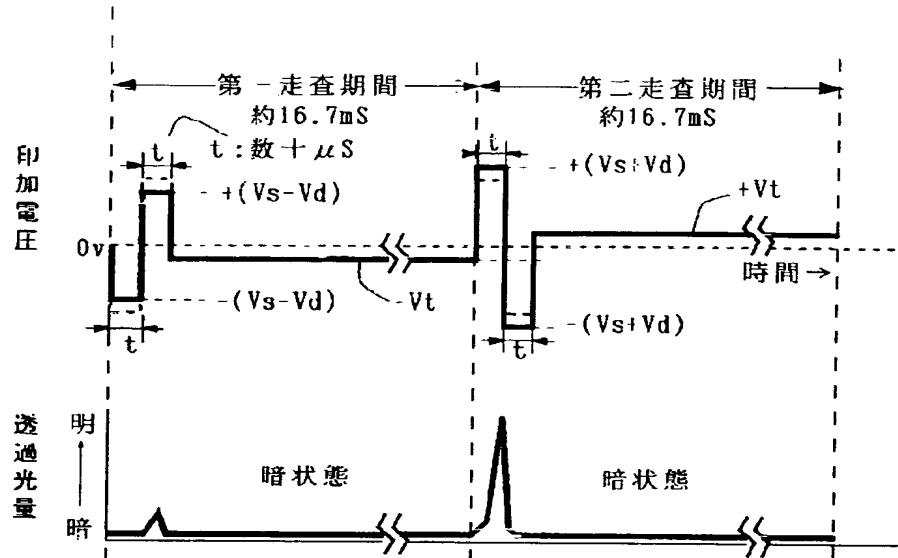 第一走査期間
約16.7mS
第二走査期間
約16.7mS
t:数十μS
印加電圧
t
t
+(Vs-Vd)
+(Vs+Vd)
+Vt
0v
時間→
-(Vs-Vd)
-Vt
-(Vs+Vd)
t
t
透過光量
明
暗
暗状態
暗状態